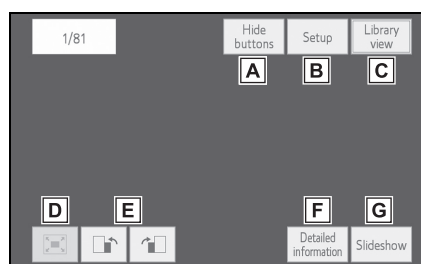 1/81
Hide
buttons
Setup
Library
view
A
B
C
D
E
F
G
Detailed
information
Slideshow